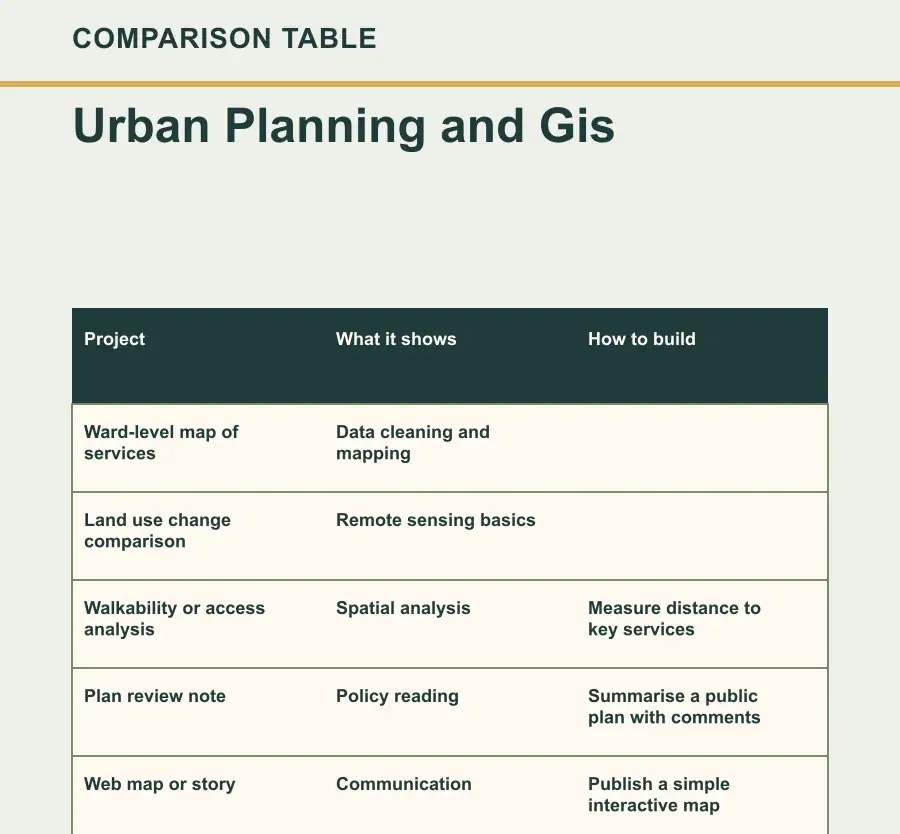 COMPARISON TABLE
Urban Planning and Gis
Project What it shows How to build
Ward-level map of services Data cleaning and mapping
Land use change comparison Remote sensing basics
Walkability or access analysis Spatial analysis Measure distance to key services
Plan review note Policy reading Summarise a public plan with comments
Web map or story Communication Publish a simple interactive map